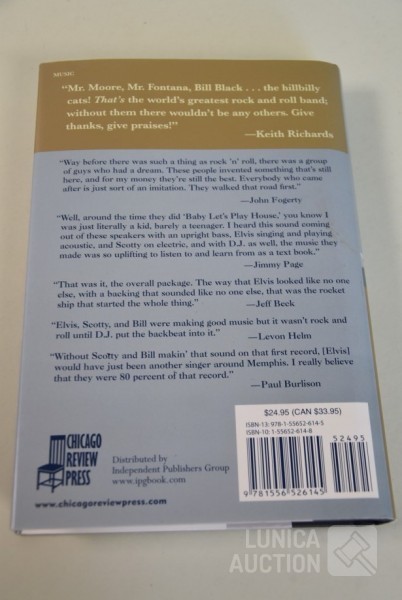 MUSIC
“Mr. Moore, Mr. Fontana, Bill Black . . . the hillbilly
cats! That's the world's greatest rock and roll band;
without them there wouldn't be any others. Give
thanks, give praises!”
—Keith Richards
“Way before there was such a thing as rock 'n' roll, there was a group
of guys who had a dream. These people invented something that's still
here, and for my money they're still the best. Everybody who came
after is just sort of an imitation. They walked that road first.”
—John Fogerty
“Well, around the time they did 'Baby Let's Play House,' you know I
was just literally a kid, barely a teenager. I heard this sound coming
out of these speakers with an upright bass, Elvis singing and playing
acoustic, and Scotty on electric, and with D.J. as well, the music they
made was so uplifting to listen to and learn from as a text book.”
—Jimmy Page
“That was it, the overall package. The way that Elvis looked like no one
else, with a backing that sounded like no one else, that was the rocket
ship that started the whole thing.” —Jeff Beck
“Elvis, Scotty, and Bill were making good music but it wasn't rock and
roll until D.J. put the backbeat into it.” —Levon Helm
“Without Scotty and Bill makin' that sound on that first record, [Elvis]
would have just been another singer around Memphis. I really believe
that they were 80 percent of that record.”
—Paul Burlison
$24.95 (CAN $33.95)
ISBN-13: 978-1-55652-614-5
ISBN-10: 1-55652-614-8
52495
9 781556 526145
CHICAGO
REVIEW
PRESS
Distributed by
Independent Publishers Group
www.ipgbook.com
www.chicagoreviewpress.com
LUNICA
AUCTION